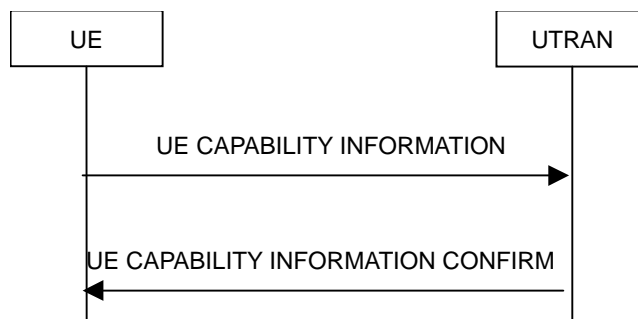 UE
UTRAN
UE CAPABILITY INFORMATION
UE CAPABILITY INFORMATION CONFIRM